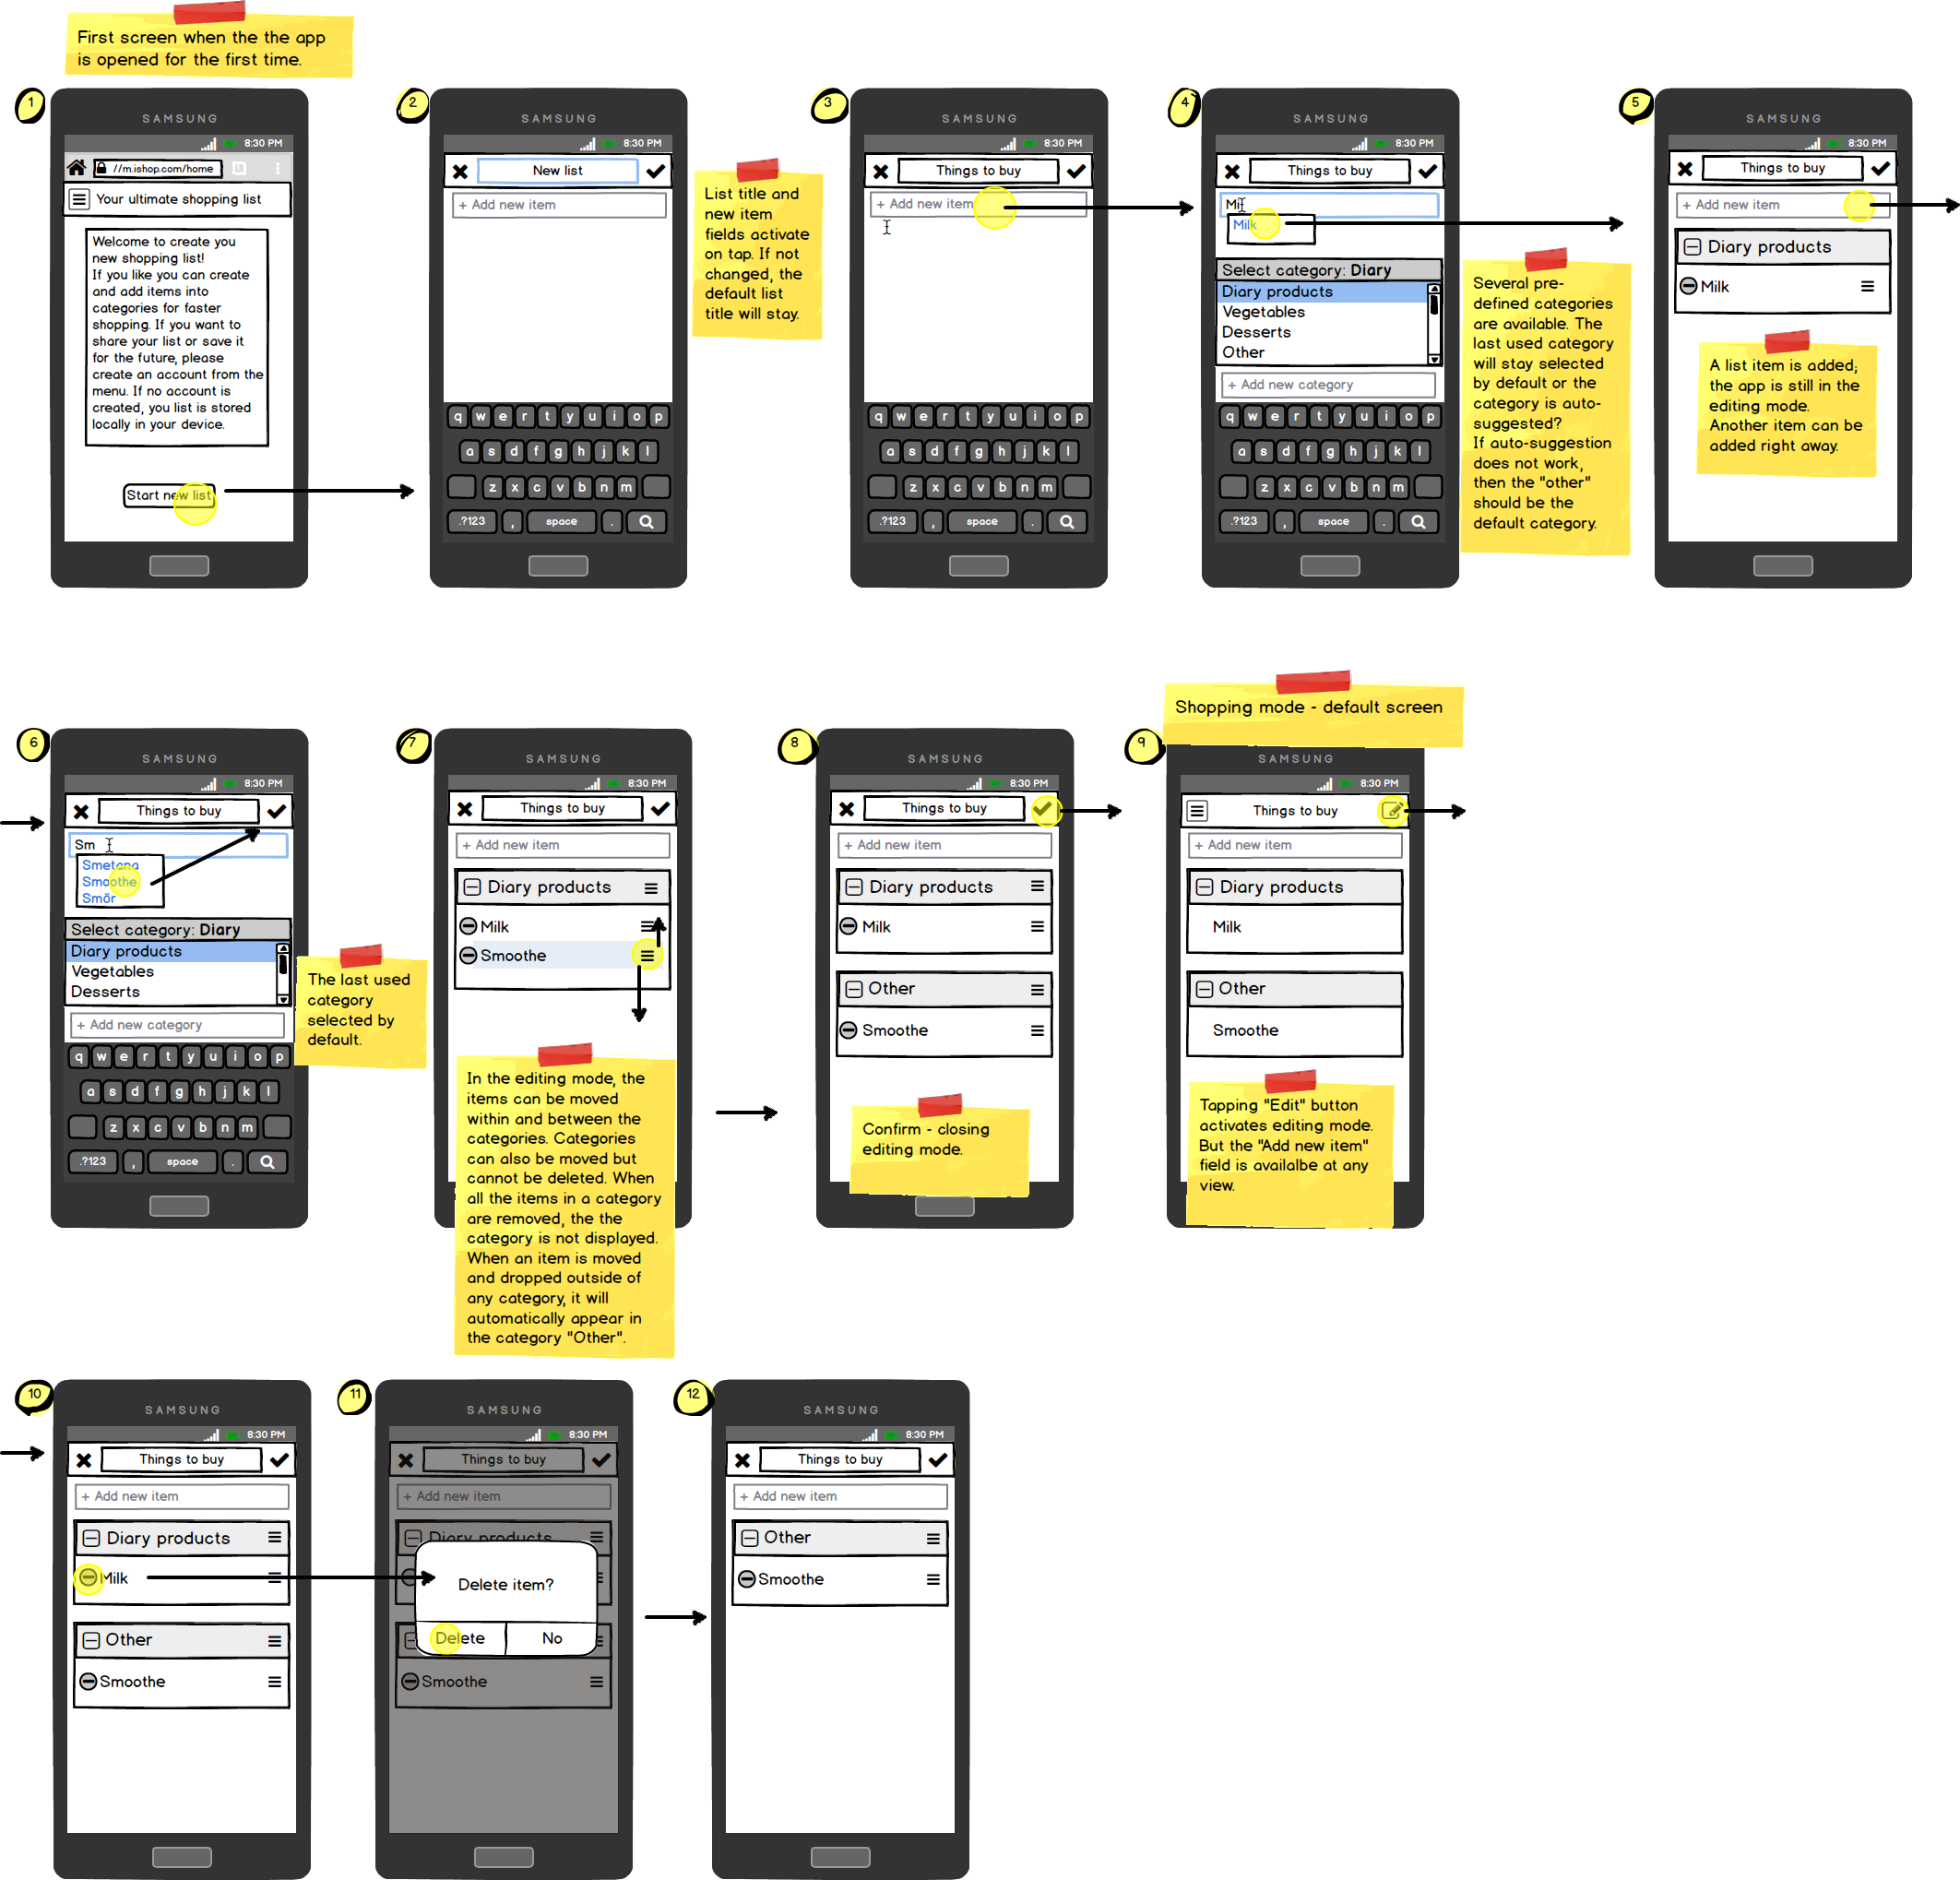 First screen when the the app
is opened for the first time.
1
SAMSUNG
8:30 PM
//m.ishop.com/home
Your ultimate shopping list
Welcome to create you
new shopping list!
If you like you can create
and add items into
categories for faster
shopping. If you want to
share your list or save it
for the future, please
create an account from the
menu. If no account is
created, you list is stored
locally in your device.
Start new list
2
SAMSUNG
8:30 PM
New list
+ Add new item
q w e r t y u i o p
a s d f g h j k l
z x c v b n m
.?123 , space .
List title and
new item
fields activate
on tap. If not
changed, the
default list
title will stay.
3
SAMSUNG
8:30 PM
Things to buy
+ Add new item
q w e r t y u i o p
a s d f g h j k l
z x c v b n m
.?123 , space .
4
SAMSUNG
8:30 PM
Things to buy
Mi
Milk
Select category: Diary
Diary products
Vegetables
Desserts
Other
+ Add new category
q w e r t y u i o p
a s d f g h j k l
z x c v b n m
.?123 , space .
Several pre-
defined categories
are available. The
last used category
will stay selected
by default or the
category is auto-
suggested?
If auto-suggestion
does not work,
then the "other"
should be the
default category.
5
SAMSUNG
8:30 PM
Things to buy
+ Add new item
Diary products
Milk
A list item is added;
the app is still in the
editing mode.
Another item can be
added right away.
6
SAMSUNG
8:30 PM
Things to buy
Sm
Smetana
Smoothe
Smör
Select category: Diary
Diary products
Vegetables
Desserts
+ Add new category
q w e r t y u i o p
a s d f g h j k l
z x c v b n m
.?123 , space .
The last used
category
selected by
default.
7
SAMSUNG
8:30 PM
Things to buy
+ Add new item
Diary products
Milk
Smoothe
In the editing mode, the
items can be moved
within and between the
categories. Categories
can also be moved but
cannot be deleted. When
all the items in a category
are removed, the the
category is not displayed.
When an item is moved
and dropped outside of
any category, it will
automatically appear in
the category "Other".
8
SAMSUNG
8:30 PM
Things to buy
+ Add new item
Diary products
Milk
Other
Smoothe
Confirm - closing
editing mode.
Shopping mode - default screen
9
SAMSUNG
8:30 PM
Things to buy
+ Add new item
Diary products
Milk
Other
Smoothe
Tapping "Edit" button
activates editing mode.
But the "Add new item"
field is availalbe at any
view.
10
SAMSUNG
8:30 PM
Things to buy
+ Add new item
Diary products
Milk
Other
Smoothe
11
SAMSUNG
8:30 PM
Things to buy
+ Add new item
Diary products
Delete item?
Delete No
Smoothe
12
SAMSUNG
8:30 PM
Things to buy
+ Add new item
Other
Smoothe